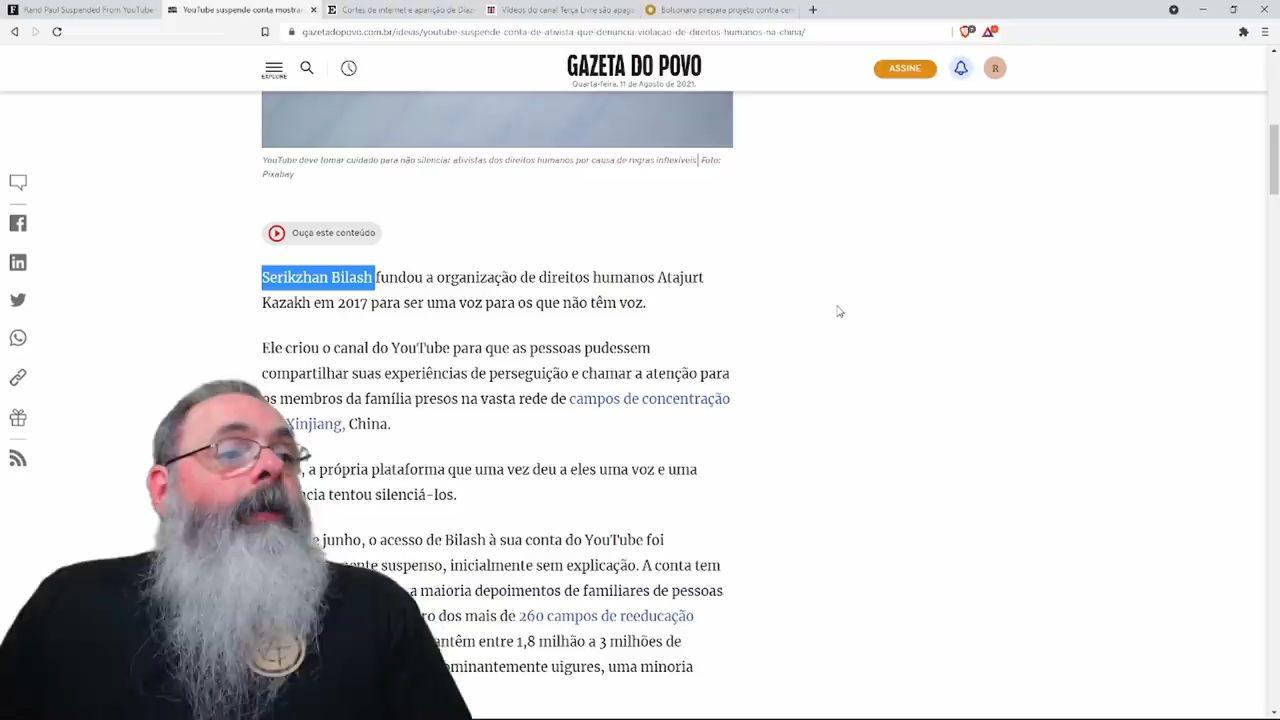 Rand Paul Suspended From YouTube
YouTube suspende conta mostran
Cortes de internet e aparição de Diaz
Vídeos do canal Terça Livre são apag
Bolsonaro prepara projeto contra cen
gazetadopovo.com.br/ideias/youtube-suspende-conta-de-ativista-que-denuncia-violacao-de-direitos-humanos-na-china/
EXPLORE
GAZETA DO POVO
Quarta-feira, 11 de Agosto de 2021.
ASSINE
R
YouTube deve tomar cuidado para não silenciar ativistas dos direitos humanos por causa de regras inflexíveis| Foto:
Pixabay
Ouça este conteúdo
Serikzhan Bilash fundou a organização de direitos humanos Atajurt
Kazakh em 2017 para ser uma voz para os que não têm voz.
Ele criou o canal do YouTube para que as pessoas pudessem
compartilhar suas experiências de perseguição e chamar a atenção para
os membros da família presos na vasta rede de campos de concentração
Xinjiang, China.
, a própria plataforma que uma vez deu a eles uma voz e uma
ncia tentou silenciá-los.
e junho, o acesso de Bilash à sua conta do YouTube foi
ente suspenso, inicialmente sem explicação. A conta tem
a maioria depoimentos de familiares de pessoas
ro dos mais de 260 campos de reeducação
antêm entre 1,8 milhão a 3 milhões de
ominantemente uigures, uma minoria